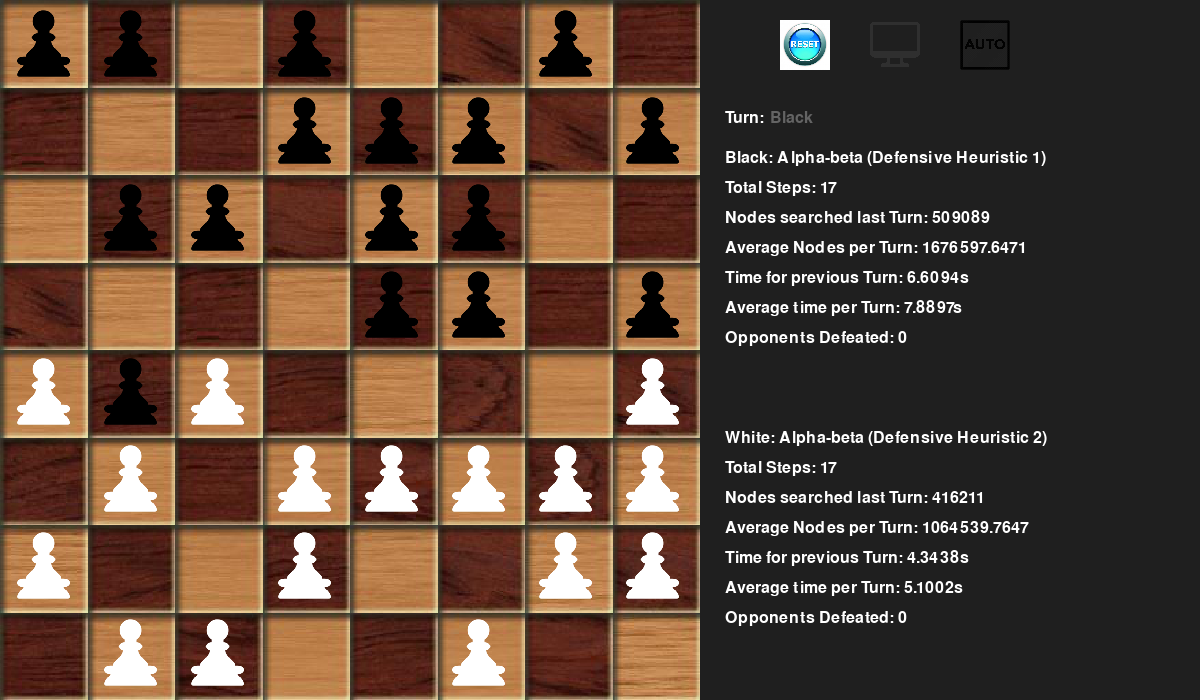 RESET
AUTO
Turn: Black
Black: Alpha-beta (Defensive Heuristic 1)
Total Steps: 17
Nodes searched last Turn: 509089
Average Nodes per Turn: 1676597.6471
Time for previous Turn: 6.6094s
Average time per Turn: 7.8897s
Opponents Defeated: 0
White: Alpha-beta (Defensive Heuristic 2)
Total Steps: 17
Nodes searched last Turn: 416211
Average Nodes per Turn: 1064539.7647
Time for previous Turn: 4.3438s
Average time per Turn: 5.1002s
Opponents Defeated: 0